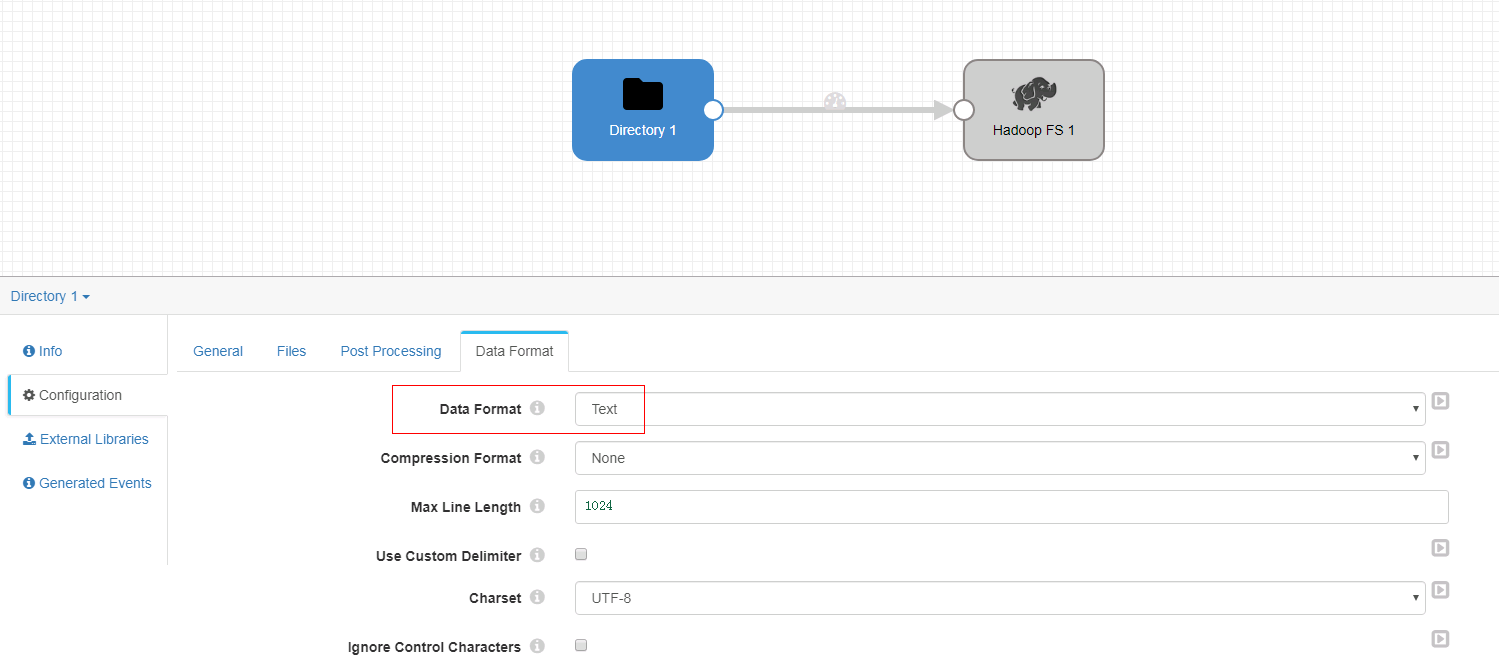 Directory 1
Hadoop FS 1
Directory 1
Info
Configuration
External Libraries
Generated Events
General Files Post Processing Data Format
Data Format Text
Compression Format None
Max Line Length 1024
Use Custom Delimiter
Charset UTF-8
Ignore Control Characters